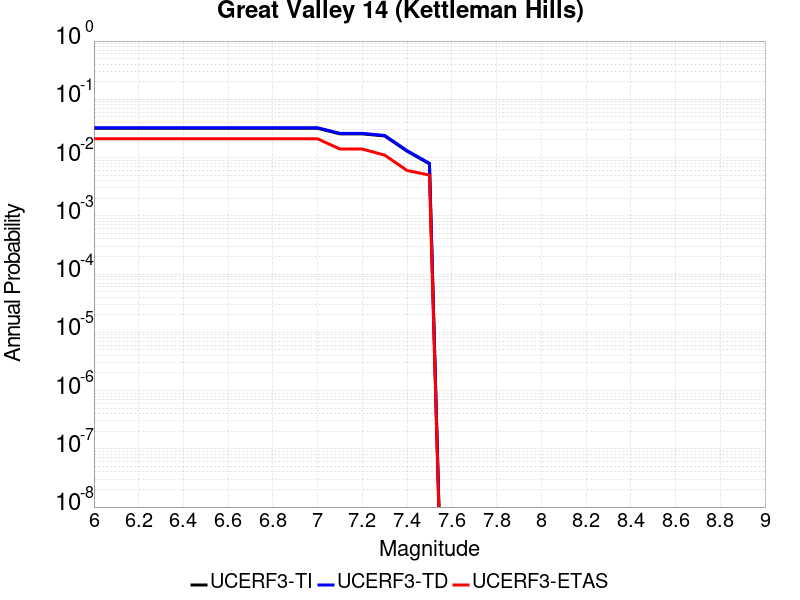 Great Valley 14 (Kettleman Hills)
10^0
10^-1
10^-2
10^-3
10^-4
10^-5
10^-6
10^-7
10^-8
Annual Probability
6 6.2 6.4 6.6 6.8 7 7.2 7.4 7.6 7.8 8 8.2 8.4 8.6 8.8 9
Magnitude
UCERF3-TI UCERF3-TD UCERF3-ETAS